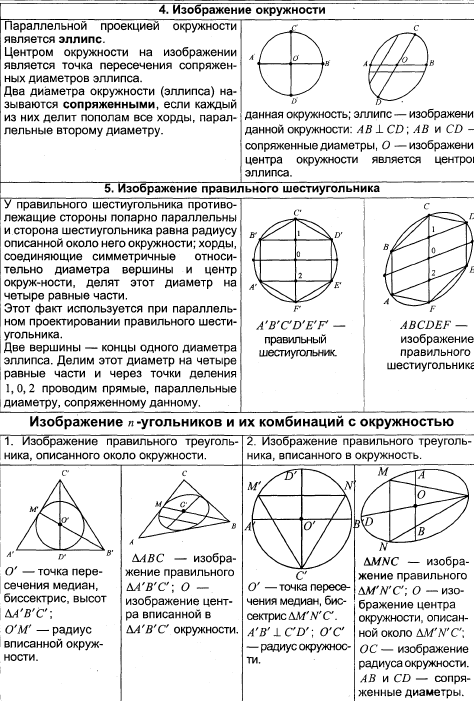 4. Изображение окружности
Параллельной проекцией окружности
является эллипс.
Центром окружности на изображении
является точка пересечения сопряжен-
ных диаметров эллипса.
Два диаметра окружности (эллипса) на-
зываются сопряженными, если каждый
из них делит пополам все хорды, парал-
лельные второму диаметру.
C'
A' O' B'
D'
C
A O B
D
данная окружность; эллипс — изображени
данной окружности: AB ⊥ CD; AB и CD –
сопряженные диаметры, O — изображени
центра окружности является центро
эллипса.
5. Изображение правильного шестиугольника
У правильного шестиугольника противо-
лежащие стороны попарно параллельны
и сторона шестиугольника равна радиусу
описанной около него окружности; хорды,
соединяющие симметричные относи-
тельно диаметра вершины и центр
окруж-ности, делят этот диаметр на
четыре равные части.
Этот факт используется при параллель-
ном проектировании правильного шести-
угольника.
Две вершины — концы одного диаметра
эллипса. Делим этот диаметр на четыре
равные части и через точки деления
1, 0, 2 проводим прямые, параллельные
диаметру, сопряженному данному.
C'
B' 1 D'
0
2
A' E'
F'
A'B'C'D'E'F' —
правильный
шестиугольник.
C
D
1
B 0
2 E
A
F
ABCDEF —
изображение
правильного
шестиугольника
Изображение n-угольников и их комбинаций с окружностью
1. Изображение правильного треуголь-
ника, описанного около окружности.
C'
M'
O'
A' D' B'
O' — точка пере-
сечения медиан,
биссектрис, высот
ΔA'B'C';
O'M' — радиус
вписанной окруж-
ности.
C
M
A B
ΔABC — изобра-
жение правильного
ΔA'B'C'; O —
изображение цент-
ра вписанной в
ΔA'B'C' окружности.
2. Изображение правильного треуголь-
ника, вписанного в окружность.
D'
M' N'
A' O' B'
C'
O' — точка пересе-
чения медиан, бис-
сектрис ΔM'N'C'.
A'B' ⊥ C'D'; O'C'
— радиус окружнос-
ти.
M A
O C
D
N B
ΔMNC — изобра-
жение правильного
ΔM'N'C'; O — изо-
бражение центра
окружности, описан-
ной около ΔM'N'C';
OC — изображение
радиуса окружности.
AB и CD — сопря-
женные диаметры.